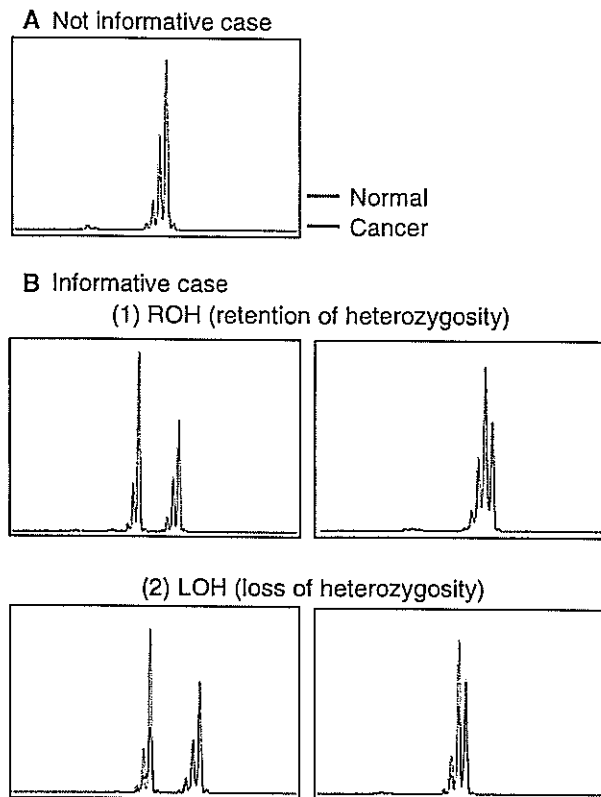 A Not informative case
Normal
Cancer
B Informative case
(1) ROH (retention of heterozygosity)
(2) LOH (loss of heterozygosity)